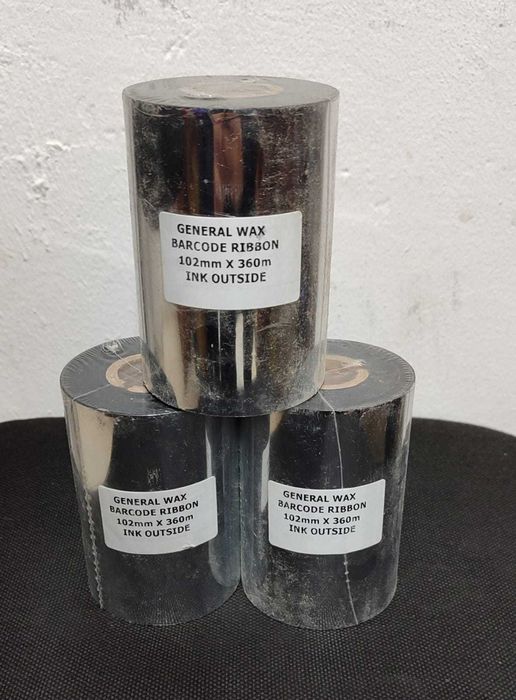 GENERAL WAX
BARCODE RIBBON
102mm X 360m
INK OUTSIDE
GENERAL WAX
BARCODE RIBBON
102mm X 360m
INK OUTSIDE
GENERAL WAX
BARCODE RIBBON
102mm X 360m
INK OUTSIDE